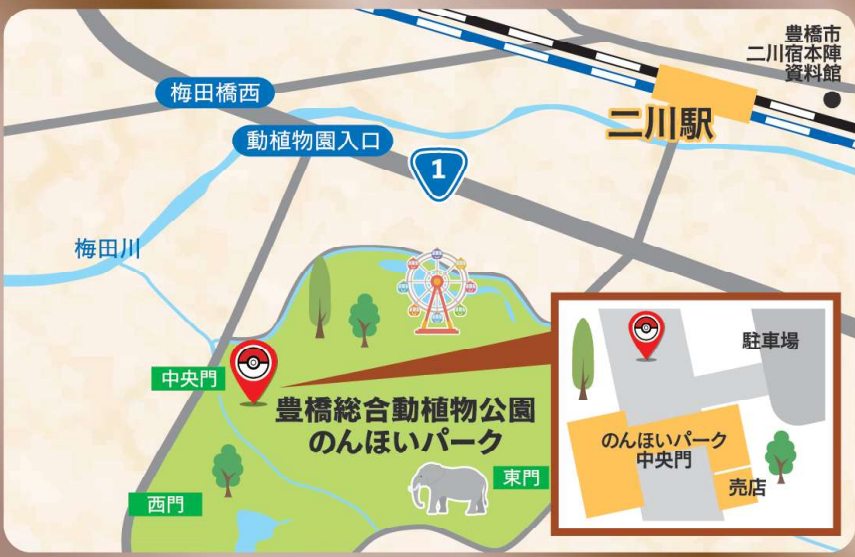 豊橋市
二川宿本陣
資料館
梅田橋西
二川駅
動植物園入口
1
梅田川
中央門
豊橋総合動植物公園
のんほいパーク
西門
東門
駐車場
のんほいパーク
中央門
売店